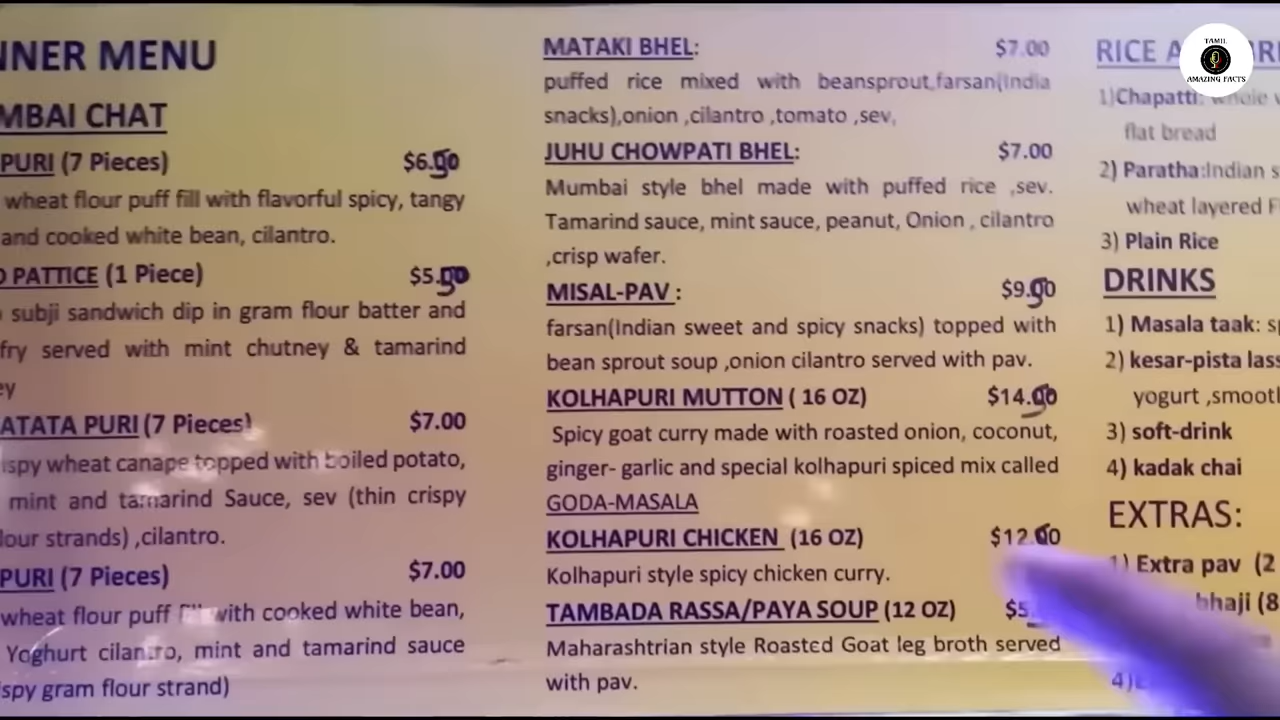 NNER MENU
MBAI CHAT
PURI (7 Pieces) $6.00
wheat flour puff fill with flavorful spicy, tangy
and cooked white bean, cilantro.
PATTICE (1 Piece) $5.00
subji sandwich dip in gram flour batter and
fry served with mint chutney & tamarind
ey
ATATA PURI (7 Pieces) $7.00
ispy wheat canape topped with boiled potato,
mint and tamarind Sauce, sev (thin crispy
lour strands) ,cilantro.
PURI (7 Pieces) $7.00
wheat flour puff fill with cooked white bean,
Yoghurt cilantro, mint and tamarind sauce
ispy gram flour strand)
MATAKI BHEL: $7.00
puffed rice mixed with beansprout,farsan(India
snacks),onion ,cilantro ,tomato ,sev,
JUHU CHOWPATI BHEL: $7.00
Mumbai style bhel made with puffed rice ,sev.
Tamarind sauce, mint sauce, peanut, Onion , cilantro
,crisp wafer.
MISAL-PAV : $9.00
farsan(Indian sweet and spicy snacks) topped with
bean sprout soup ,onion cilantro served with pav.
KOLHAPURI MUTTON ( 16 OZ) $14.00
Spicy goat curry made with roasted onion, coconut,
ginger- garlic and special kolhapuri spiced mix called
GODA-MASALA
KOLHAPURI CHICKEN (16 OZ) $12.00
Kolhapuri style spicy chicken curry.
TAMBADA RASSA/PAYA SOUP (12 OZ) $5.
Maharashtrian style Roasted Goat leg broth served
with pav.
RICE
1)Chapatti: whole
flat bread
2) Paratha:Indian s
wheat layered F
3) Plain Rice
DRINKS
1) Masala taak: s
2) kesar-pista lass
yogurt ,smoot
3) soft-drink
4) kadak chai
EXTRAS:
1) Extra pav (2
bhaji (8
4)
TAMIL
AMAZING FACTS